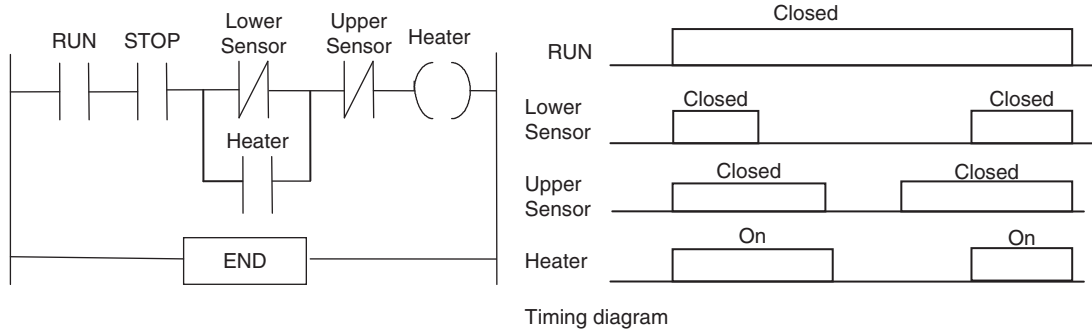 RUN
STOP
Lower
Sensor
Upper
Sensor
Heater
Heater
END
Closed
RUN
Lower
Sensor
Closed
Closed
Upper
Sensor
Closed
Closed
Heater
On
On
Timing diagram